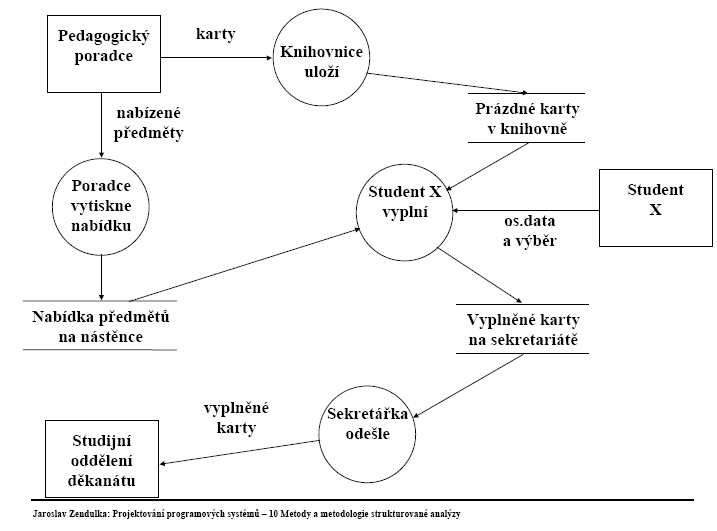 Pedagogický
poradce
karty
Knihovnice
uloží
nabízené
předměty
Prázdné karty
v knihovně
Poradce
vytiskne
nabídku
Student X
vyplní
Student
X
os.data
a výběr
Nabídka předmětů
na nástěnce
Vyplněné karty
na sekretariátě
vyplněné
karty
Sekretářka
odešle
Studijní
oddělení
děkanátu
Jaroslav Zendulka: Projektování programových systémů – 10 Metody a metodologie strukturované analýzy